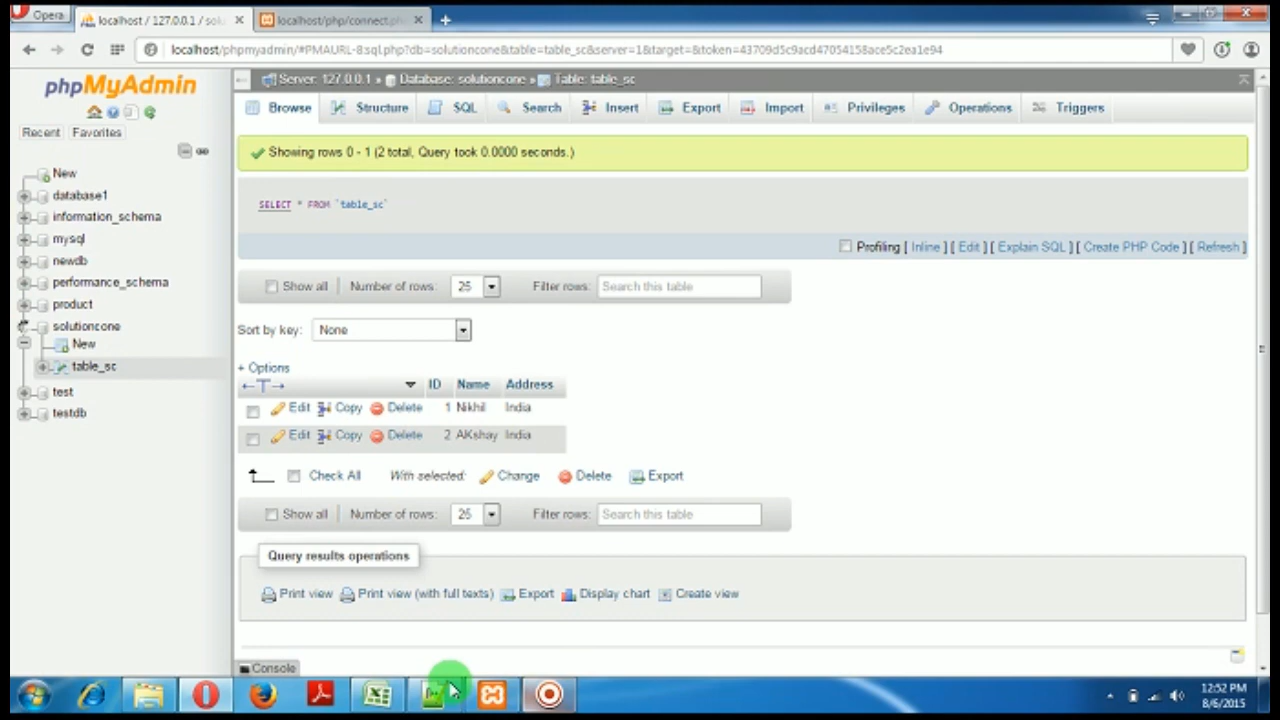 Opera
localhost / 127.0.0.1 / solu
localhost/php/connect.ph
localhost/phpmyadmin/#PMAURL-8:sql.php?db=solutioncone&table=table_sc&server=1&target=&token=43709d5c9acd47054158ace5c2ea1e94
phpMyAdmin
Recent Favorites
New
database1
information_schema
mysql
newdb
performance_schema
product
solutioncone
New
table_sc
test
testdb
Server: 127.0.0.1 » Database: solutioncone » Table: table_sc
Browse Structure SQL Search Insert Export Import Privileges Operations Triggers
Showing rows 0 - 1 (2 total, Query took 0.0000 seconds.)
SELECT * FROM `table_sc`
Profiling [ Inline ] [ Edit ] [ Explain SQL ] [ Create PHP Code ] [ Refresh ]
Show all Number of rows: 25 Filter rows: Search this table
Sort by key: None
+ Options
ID Name Address
Edit Copy Delete 1 Nikhil India
Edit Copy Delete 2 AKshay India
Check All With selected: Change Delete Export
Show all Number of rows: 25 Filter rows: Search this table
Query results operations
Print view Print view (with full texts) Export Display chart Create view
Console
12:52 PM
8/6/2015